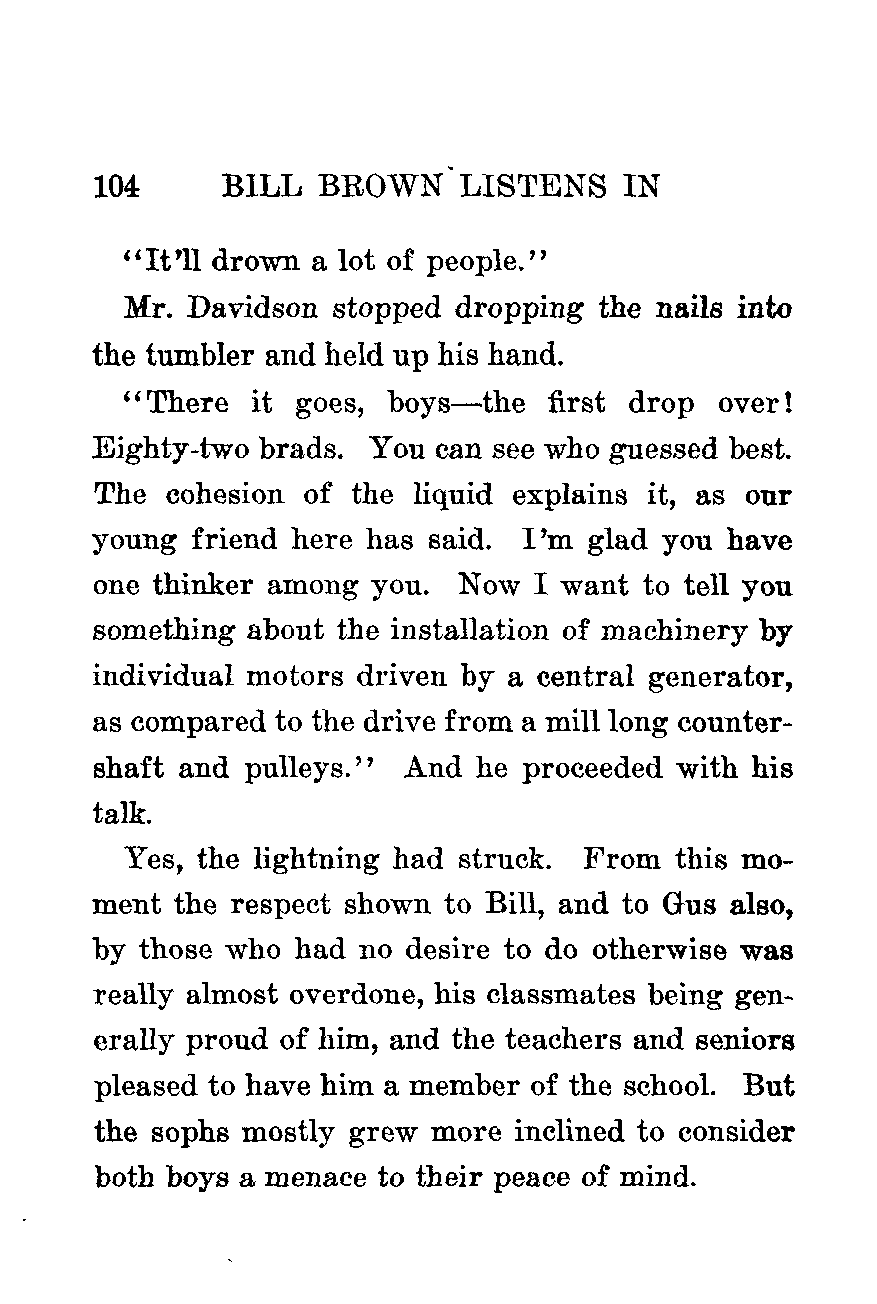 104 BILL BROWN LISTENS IN
“It’ll drown a lot of people.”
Mr. Davidson stopped dropping the nails into
the tumbler and held up his hand.
“There it goes, boys—the first drop over!
Eighty-two brads. You can see who guessed best.
The cohesion of the liquid explains it, as our
young friend here has said. I’m glad you have
one thinker among you. Now I want to tell you
something about the installation of machinery by
individual motors driven by a central generator,
as compared to the drive from a mill long counter-
shaft and pulleys.” And he proceeded with his
talk.
Yes, the lightning had struck. From this mo-
ment the respect shown to Bill, and to Gus also,
by those who had no desire to do otherwise was
really almost overdone, his classmates being gen-
erally proud of him, and the teachers and seniors
pleased to have him a member of the school. But
the sophs mostly grew more inclined to consider
both boys a menace to their peace of mind.